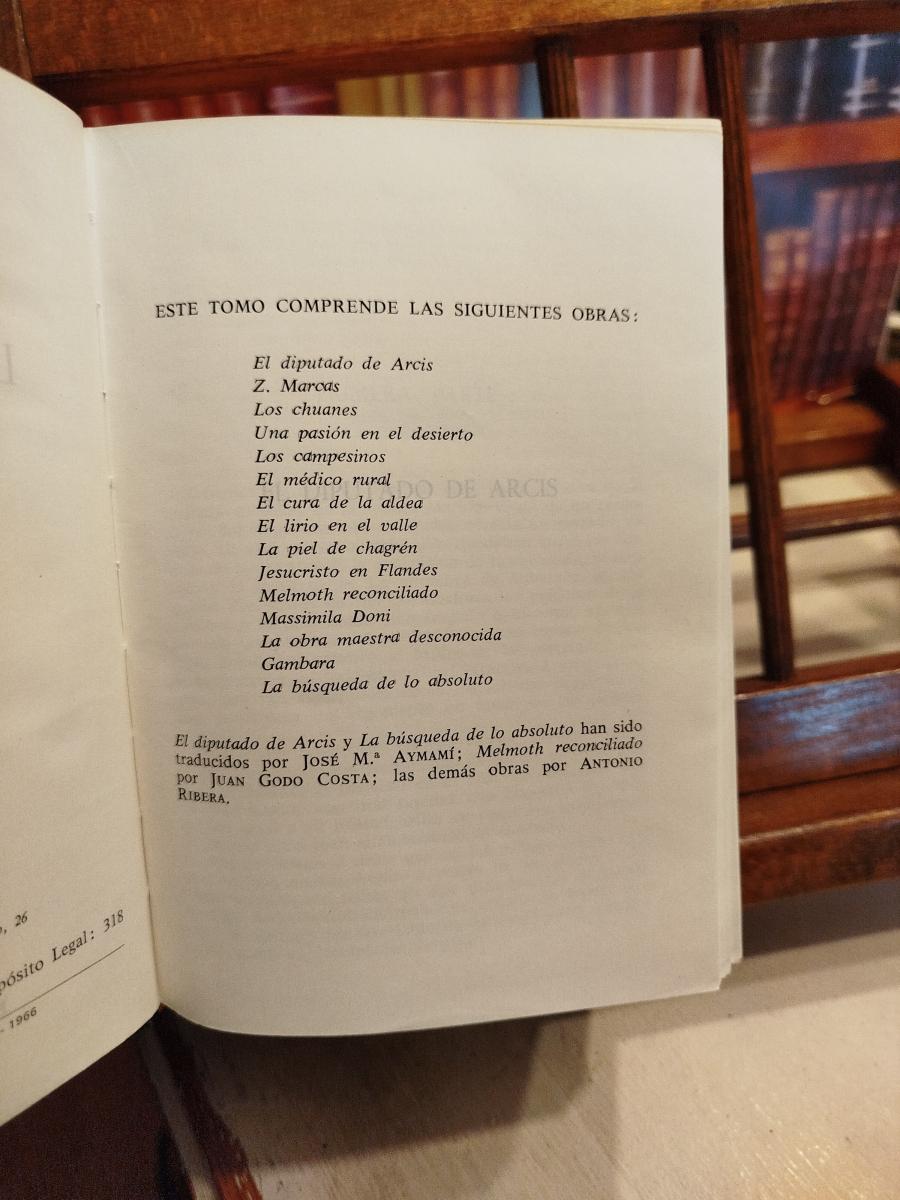 ESTE TOMO COMPRENDE LAS SIGUIENTES OBRAS:
El diputado de Arcis
Z. Marcas
Los chuanes
Una pasión en el desierto
Los campesinos
El médico rural
El cura de la aldea
El lirio en el valle
La piel de chagrén
Jesucristo en Flandes
Melmoth reconciliado
Massimila Doni
La obra maestra desconocida
Gambara
La búsqueda de lo absoluto
El diputado de Arcis y La búsqueda de lo absoluto han sido
traducidos por JOSÉ M.ª AYMAMÍ; Melmoth reconciliado
por JUAN GODO COSTA; las demás obras por ANTONIO
RIBERA.
, 26
pósito Legal: 318
- 1966
DIPUTADO DE ARCIS